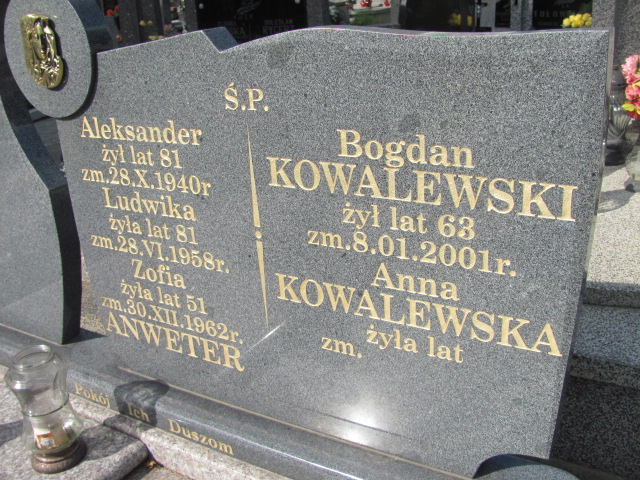 Ś.P.
Aleksander
żył lat 81
zm.28.X.1940r
Ludwika
żyła lat 81
zm.28.VI.1958r.
Zofia
żyła lat 51
zm.30.XII.1962r.
ANWETER
Bogdan
KOWALEWSKI
żył lat 63
zm.8.01.2001r.
Anna
KOWALEWSKA
żyła lat
zm.
Pokój Ich Duszom